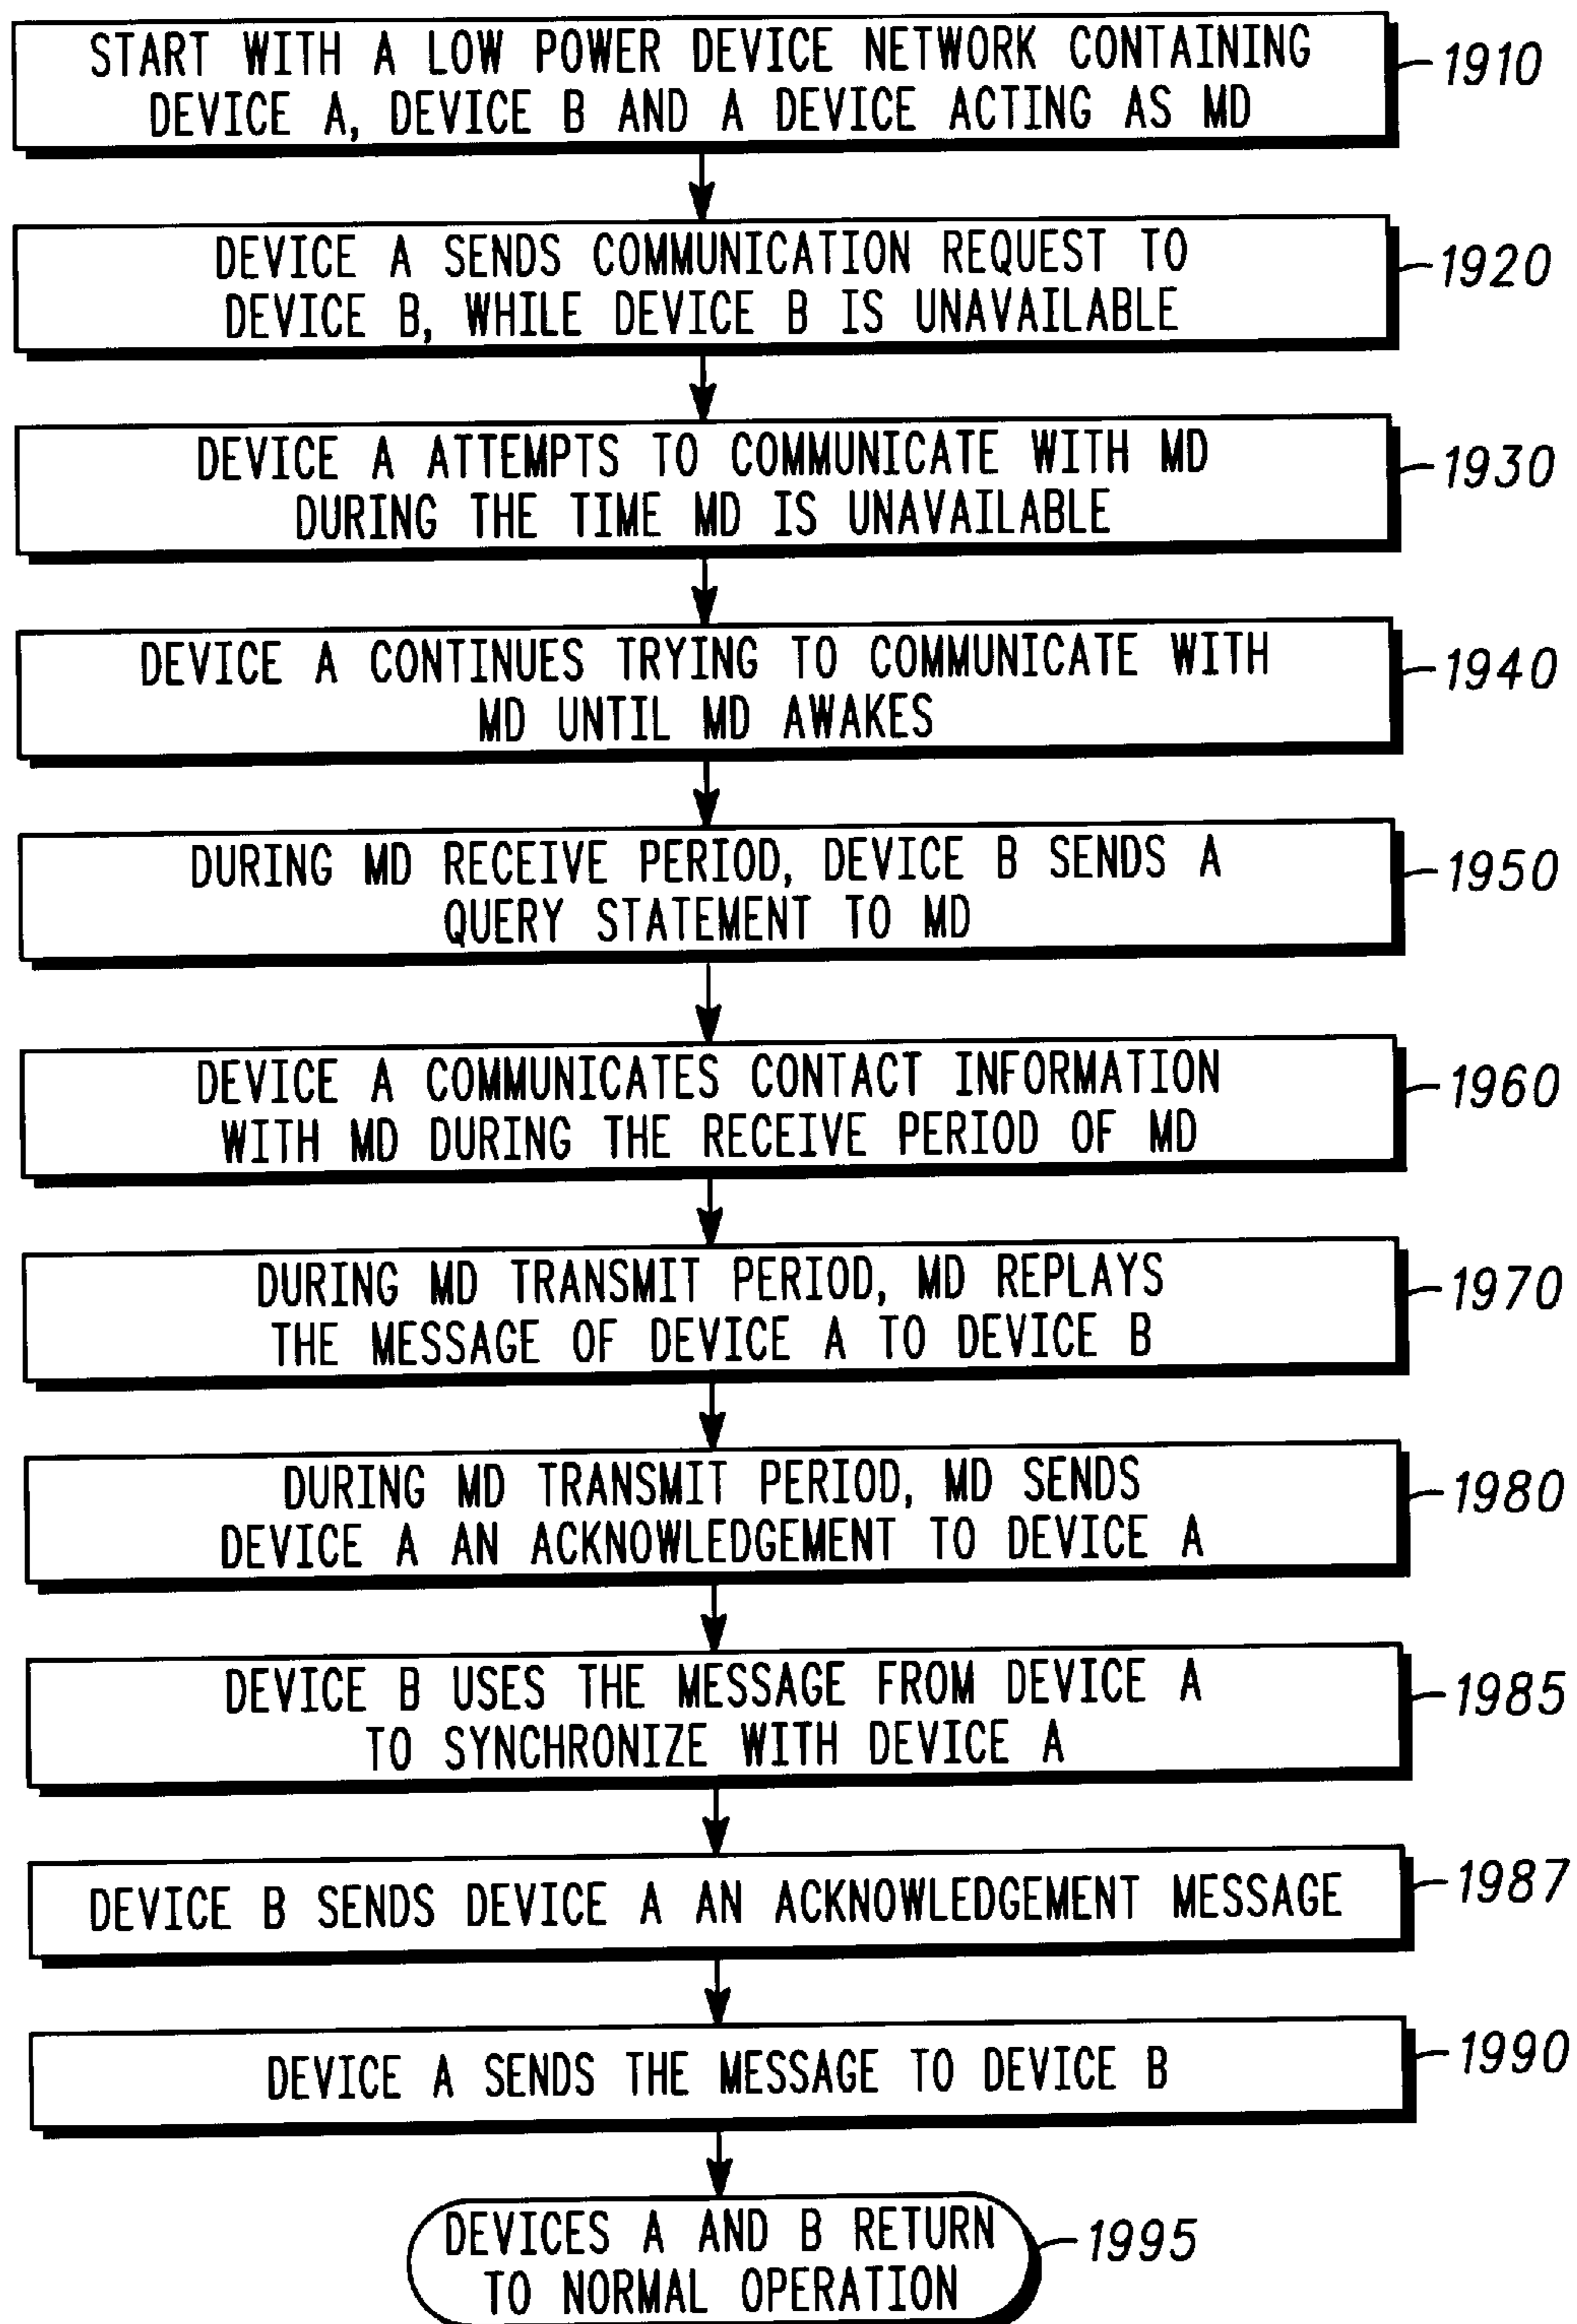 START WITH A LOW POWER DEVICE NETWORK CONTAINING
DEVICE A, DEVICE B AND A DEVICE ACTING AS MD
1910
DEVICE A SENDS COMMUNICATION REQUEST TO
DEVICE B, WHILE DEVICE B IS UNAVAILABLE
1920
DEVICE A ATTEMPTS TO COMMUNICATE WITH MD
DURING THE TIME MD IS UNAVAILABLE
1930
DEVICE A CONTINUES TRYING TO COMMUNICATE WITH
MD UNTIL MD AWAKES
1940
DURING MD RECEIVE PERIOD, DEVICE B SENDS A
QUERY STATEMENT TO MD
1950
DEVICE A COMMUNICATES CONTACT INFORMATION
WITH MD DURING THE RECEIVE PERIOD OF MD
1960
DURING MD TRANSMIT PERIOD, MD REPLAYS
THE MESSAGE OF DEVICE A TO DEVICE B
1970
DURING MD TRANSMIT PERIOD, MD SENDS
DEVICE A AN ACKNOWLEDGEMENT TO DEVICE A
1980
DEVICE B USES THE MESSAGE FROM DEVICE A
TO SYNCHRONIZE WITH DEVICE A
1985
DEVICE B SENDS DEVICE A AN ACKNOWLEDGEMENT MESSAGE
1987
DEVICE A SENDS THE MESSAGE TO DEVICE B
1990
DEVICES A AND B RETURN
TO NORMAL OPERATION
1995